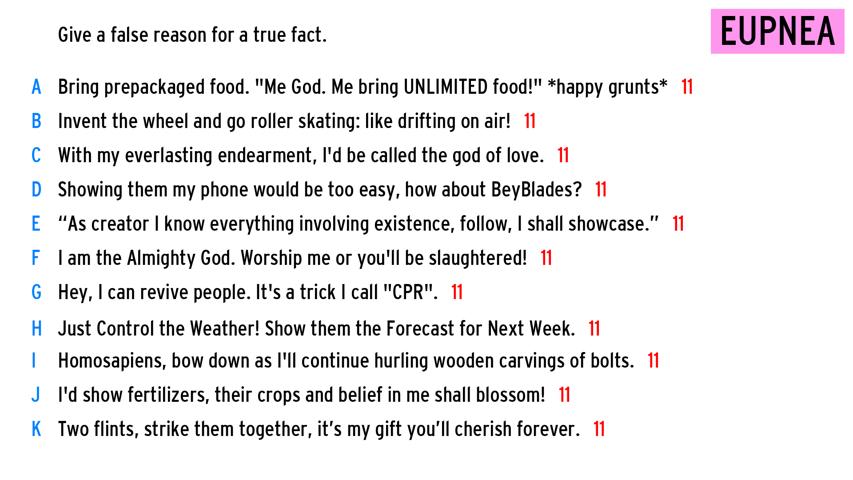 Give a false reason for a true fact.
EUPNEA
A Bring prepackaged food. "Me God. Me bring UNLIMITED food!" *happy grunts* 11
B Invent the wheel and go roller skating: like drifting on air! 11
C With my everlasting endearment, I'd be called the god of love. 11
D Showing them my phone would be too easy, how about BeyBlades? 11
E “As creator I know everything involving existence, follow, I shall showcase.” 11
F I am the Almighty God. Worship me or you'll be slaughtered! 11
G Hey, I can revive people. It's a trick I call "CPR". 11
H Just Control the Weather! Show them the Forecast for Next Week. 11
I Homosapiens, bow down as I'll continue hurling wooden carvings of bolts. 11
J I'd show fertilizers, their crops and belief in me shall blossom! 11
K Two flints, strike them together, it’s my gift you’ll cherish forever. 11